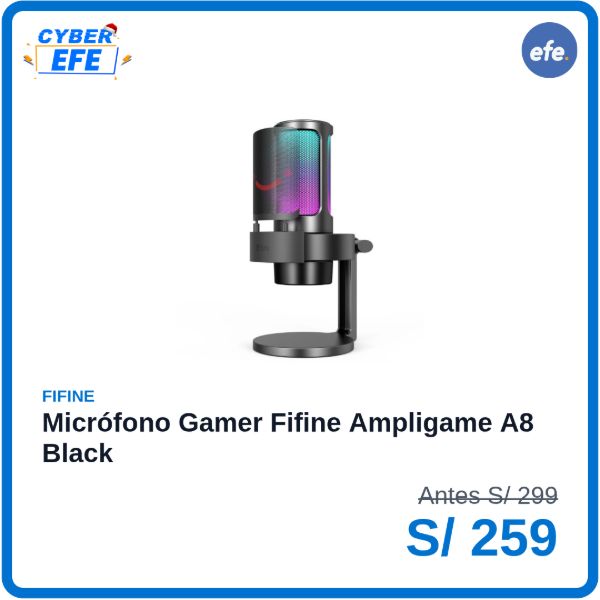 CYBER
EFE
efe.
FIFINE
Micrófono Gamer Fifine Ampligame A8
Black
Antes S/ 299
S/ 259